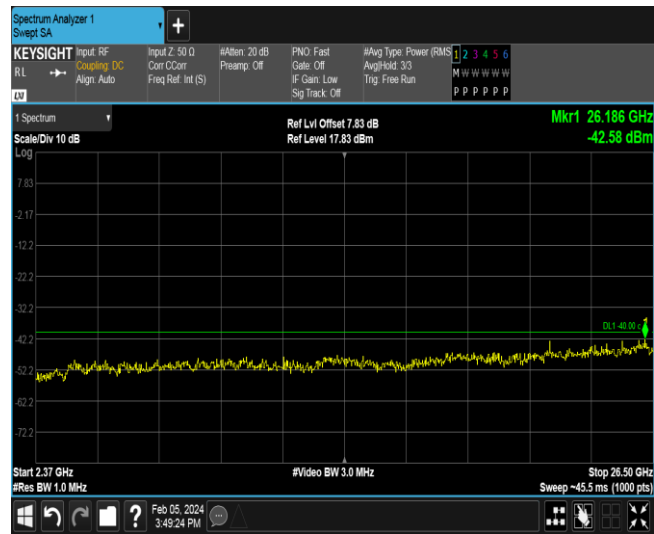 Spectrum Analyzer 1
Swept SA
+
KEYSIGHT
RL
LXI
Input: RF
Coupling: DC
Align: Auto
Input Z: 50 Ω
Corr CCorr
Freq Ref: Int (S)
#Atten: 20 dB
Preamp: Off
PNO: Fast
Gate: Off
IF Gain: Low
Sig Track: Off
#Avg Type: Power (RMS
Avg|Hold: 3/3
Trig: Free Run
1 2 3 4 5 6
M W W W W W
P P P P P P
1 Spectrum
Scale/Div 10 dB
Log
Ref Lvl Offset 7.83 dB
Ref Level 17.83 dBm
Mkr1 26.186 GHz
-42.58 dBm
7.83
-2.17
-12.2
-22.2
-32.2
DL1 -40.00 c
1
-42.2
-52.2
-62.2
-72.2
Start 2.37 GHz
#Res BW 1.0 MHz
#Video BW 3.0 MHz
Stop 26.50 GHz
Sweep ~45.5 ms (1000 pts)
?
Feb 05, 2024
3:49:24 PM